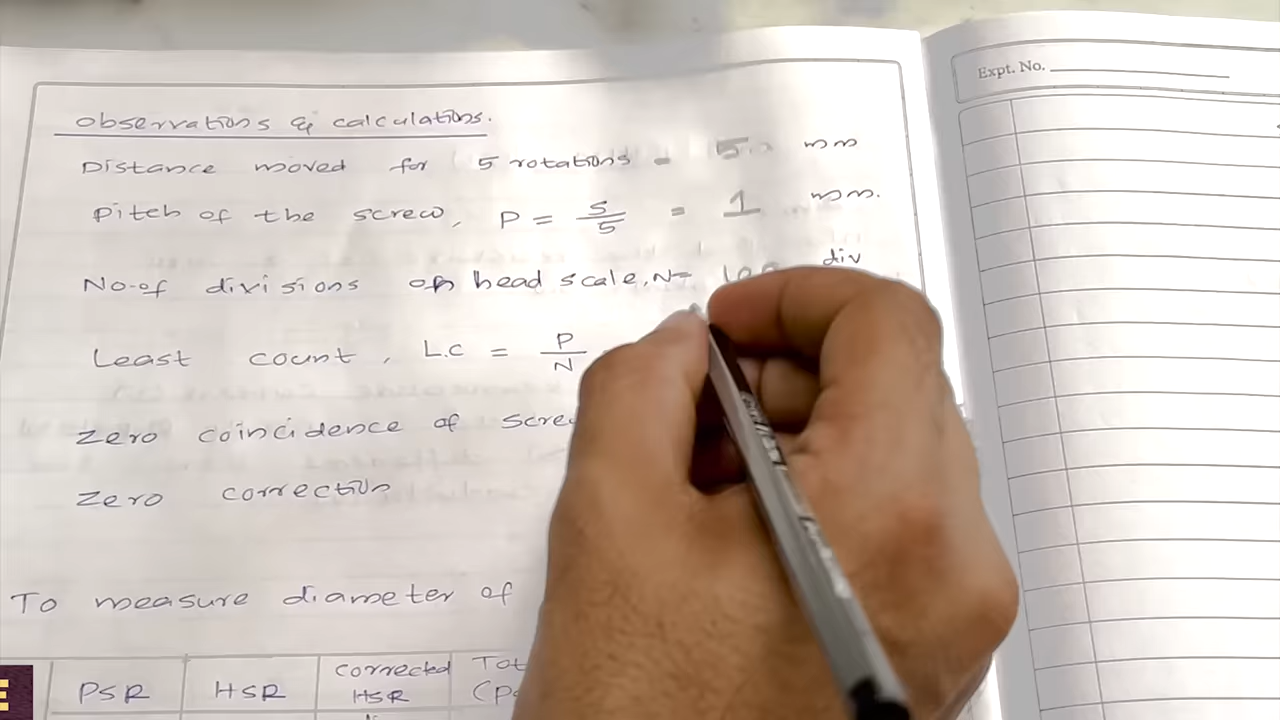 Expt. No.
Observations & calculations.
Distance moved for 5 rotations = 5 mm
Pitch of the screw, P = 5/5 = 1 mm.
No. of divisions on head scale, N= 100 div
Least count, L.C = P/N
Zero coincidence of
Zero correction
To measure diameter of
PSR HSR corrected HSR